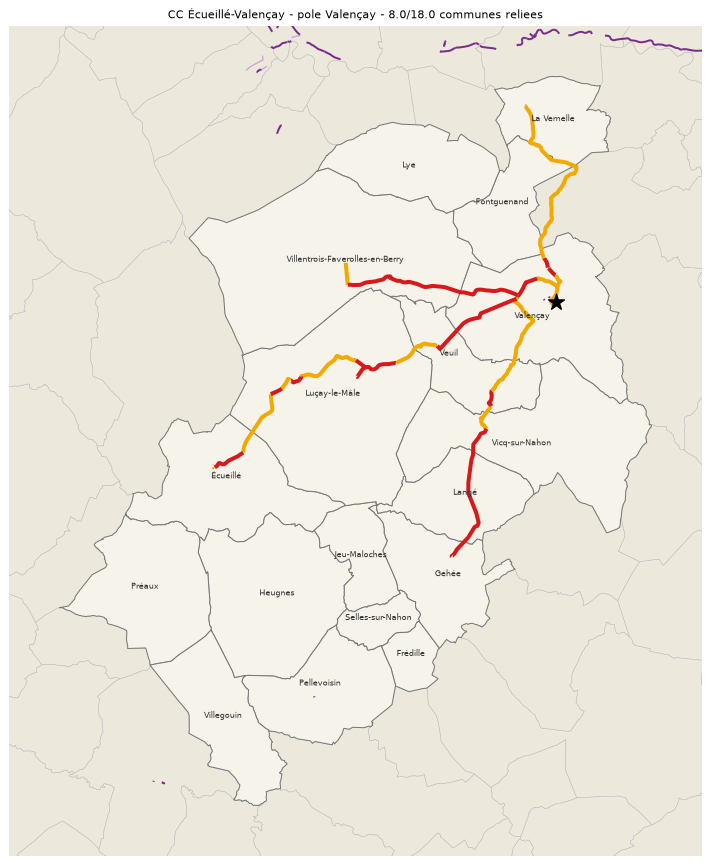 CC Écueillé-Valençay - pole Valençay - 8.0/18.0 communes reliees
La Vernelle
Lye
Fontguenand
Villentrois-Faverolles-en-Berry
Valençay
Veuil
Luçay-le-Mâle
Vicq-sur-Nahon
Écueillé
Langé
Jeu-Maloches
Gehée
Préaux
Heugnes
Selles-sur-Nahon
Frédille
Pellevoisin
Villegouin